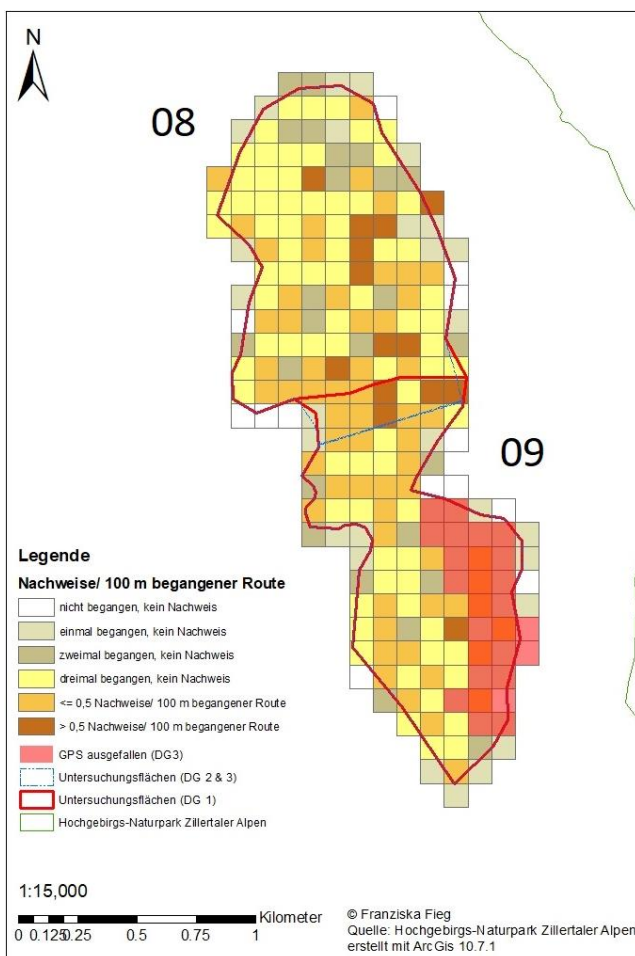 N
08
09
Legende
Nachweise/ 100 m begangener Route
nicht begangen, kein Nachweis
einmal begangen, kein Nachweis
zweimal begangen, kein Nachweis
dreimal begangen, kein Nachweis
<= 0,5 Nachweise/ 100 m begangener Route
> 0,5 Nachweise/ 100 m begangener Route
GPS ausgefallen (DG3)
Untersuchungsflächen (DG 2 & 3)
Untersuchungsflächen (DG 1)
Hochgebirgs-Naturpark Zillertaler Alpen
1:15,000
Kilometer
0 0.125 0.25 0.5 0.75 1
© Franziska Fieg
Quelle: Hochgebirgs-Naturpark Zillertaler Alpen
erstellt mit ArcGis 10.7.1